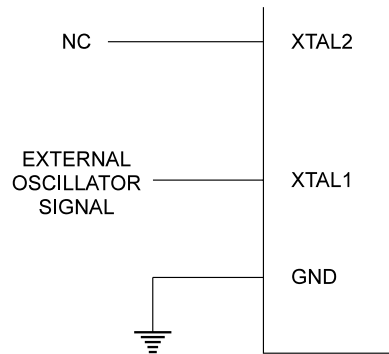 NC
XTAL2
EXTERNAL
OSCILLATOR
SIGNAL
XTAL1
GND